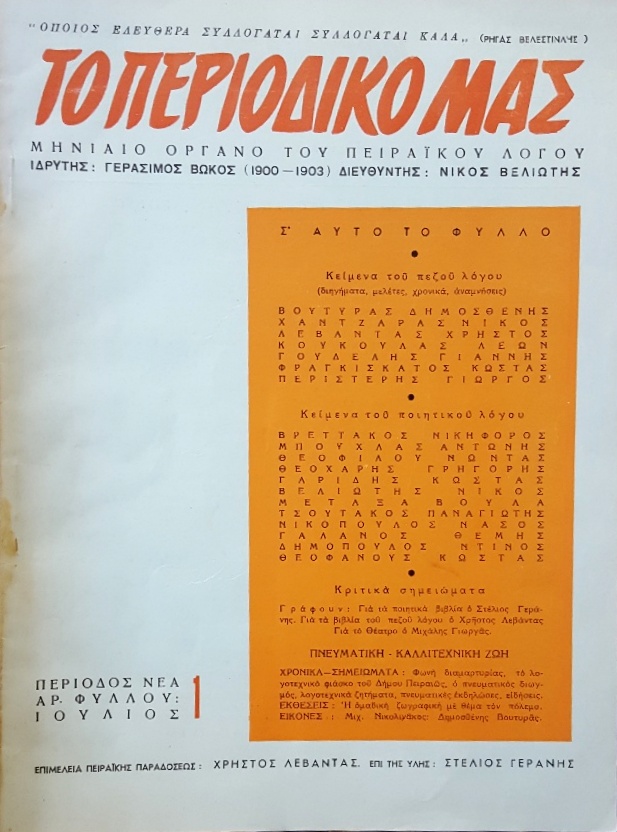 "ΟΠΟΙΟΣ ΕΛΕΥΘΕΡΑ ΣΥΛΛΟΓΑΤΑΙ ΣΥΛΛΟΓΑΤΑΙ ΚΑΛΑ„ (ΡΗΓΑΣ ΒΕΛΕΣΤΙΝΛΗΣ)
ΤΟ ΠΕΡΙΟΔΙΚΟ ΜΑΣ
ΜΗΝΙΑΙΟ ΟΡΓΑΝΟ ΤΟΥ ΠΕΙΡΑΪΚΟΥ ΛΟΓΟΥ
ΙΔΡΥΤΗΣ: ΓΕΡΑΣΙΜΟΣ ΒΩΚΟΣ (1900—1903) ΔΙΕΥΘΥΝΤΗΣ: ΝΙΚΟΣ ΒΕΛΙΩΤΗΣ
Σ' ΑΥΤΟ ΤΟ ΦΥΛΛΟ
Κείμενα τοῦ πεζοῦ λόγου
(διηγήματα, μελέτες, χρονικά, ἀναμνήσεις)
ΒΟΥΤΥΡΑΣ ΔΗΜΟΣΘΕΝΗΣ
ΧΑΝΤΖΑΡΑΣ ΝΙΚΟΣ
ΛΕΒΑΝΤΑΣ ΧΡΗΣΤΟΣ
ΚΟΥΚΟΥΛΑΣ ΛΕΩΝ
ΓΟΥΔΕΛΗΣ ΓΙΑΝΝΗΣ
ΦΡΑΓΚΙΣΚΑΤΟΣ ΚΩΣΤΑΣ
ΠΕΡΙΣΤΕΡΗΣ ΓΙΩΡΓΟΣ
Κείμενα τοῦ ποιητικοῦ λόγου
ΒΡΕΤΤΑΚΟΣ ΝΙΚΗΦΟΡΟΣ
ΜΠΟΥΧΛΑΣ ΑΝΤΩΝΗΣ
ΘΕΟΦΙΛΟΥ ΝΩΝΤΑΣ
ΘΕΟΧΑΡΗΣ ΓΡΗΓΟΡΗΣ
ΓΑΡΙΔΗΣ ΚΩΣΤΑΣ
ΒΕΛΙΩΤΗΣ ΝΙΚΟΣ
ΜΕΤΑΞΑ ΒΟΥΛΑ
ΤΣΟΥΤΑΚΟΣ ΠΑΝΑΓΙΩΤΗΣ
ΝΙΚΟΠΟΥΛΟΣ ΝΑΣΟΣ
ΓΑΛΑΝΟΣ ΘΕΜΗΣ
ΔΗΜΟΠΟΥΛΟΣ ΝΤΙΝΟΣ
ΘΕΟΦΑΝΟΥΣ ΚΩΣΤΑΣ
Κριτικὰ σημειώματα
Γράφουν: Γιὰ τὰ ποιητικὰ βιβλία ὁ Στέλιος Γερά-
νης. Γιὰ τὰ βιβλία τοῦ πεζοῦ λόγου ὁ Χρῆστος Λεβάντας
Γιὰ τὸ Θέατρο ὁ Μιχάλης Γιωργᾶς.
ΠΝΕΥΜΑΤΙΚΗ - ΚΑΛΛΙΤΕΧΝΙΚΗ ΖΩΗ
ΧΡΟΝΙΚΑ—ΣΗΜΕΙΩΜΑΤΑ: Φωνὴ διαμαρτυρίας, τὸ λο-
γοτεχνικὸ φιάσκο τοῦ Δήμου Πειραιῶς, ὁ πνευματικὸς διωγ-
μός, λογοτεχνικὰ ζητήματα, πνευματικὲς ἐκδηλώσες, εἰδήσεις.
ΕΚΘΕΣΕΙΣ: Ἡ ὁμαδικὴ ζωγραφικὴ μὲ θέμα τὸν πόλεμο.
ΕΙΚΟΝΕΣ: Μιχ. Νικολινάκος: Δημοσθένης Βουτυρᾶς.
ΠΕΡΙΟΔΟΣ ΝΕΑ
ΑΡ. ΦΥΛΛΟΥ: 1
ΙΟΥΛΙΟΣ
ΕΠΙΜΕΛΕΙΑ ΠΕΙΡΑΪΚΗΣ ΠΑΡΑΔΟΣΕΩΣ: ΧΡΗΣΤΟΣ ΛΕΒΑΝΤΑΣ. ΕΠΙ ΤΗΣ ΥΛΗΣ: ΣΤΕΛΙΟΣ ΓΕΡΑΝΗΣ